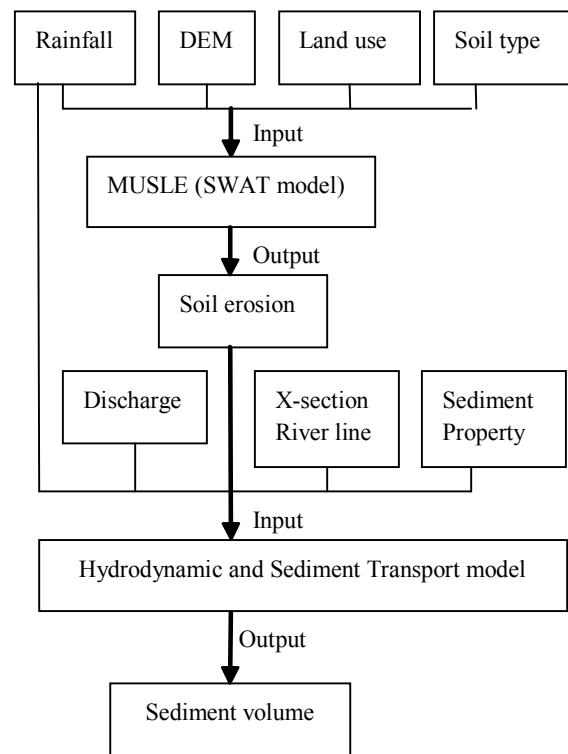 Rainfall
DEM
Land use
Soil type
Input
MUSLE (SWAT model)
Output
Soil erosion
Discharge
X-section
River line
Sediment
Property
Input
Hydrodynamic and Sediment Transport model
Output
Sediment volume